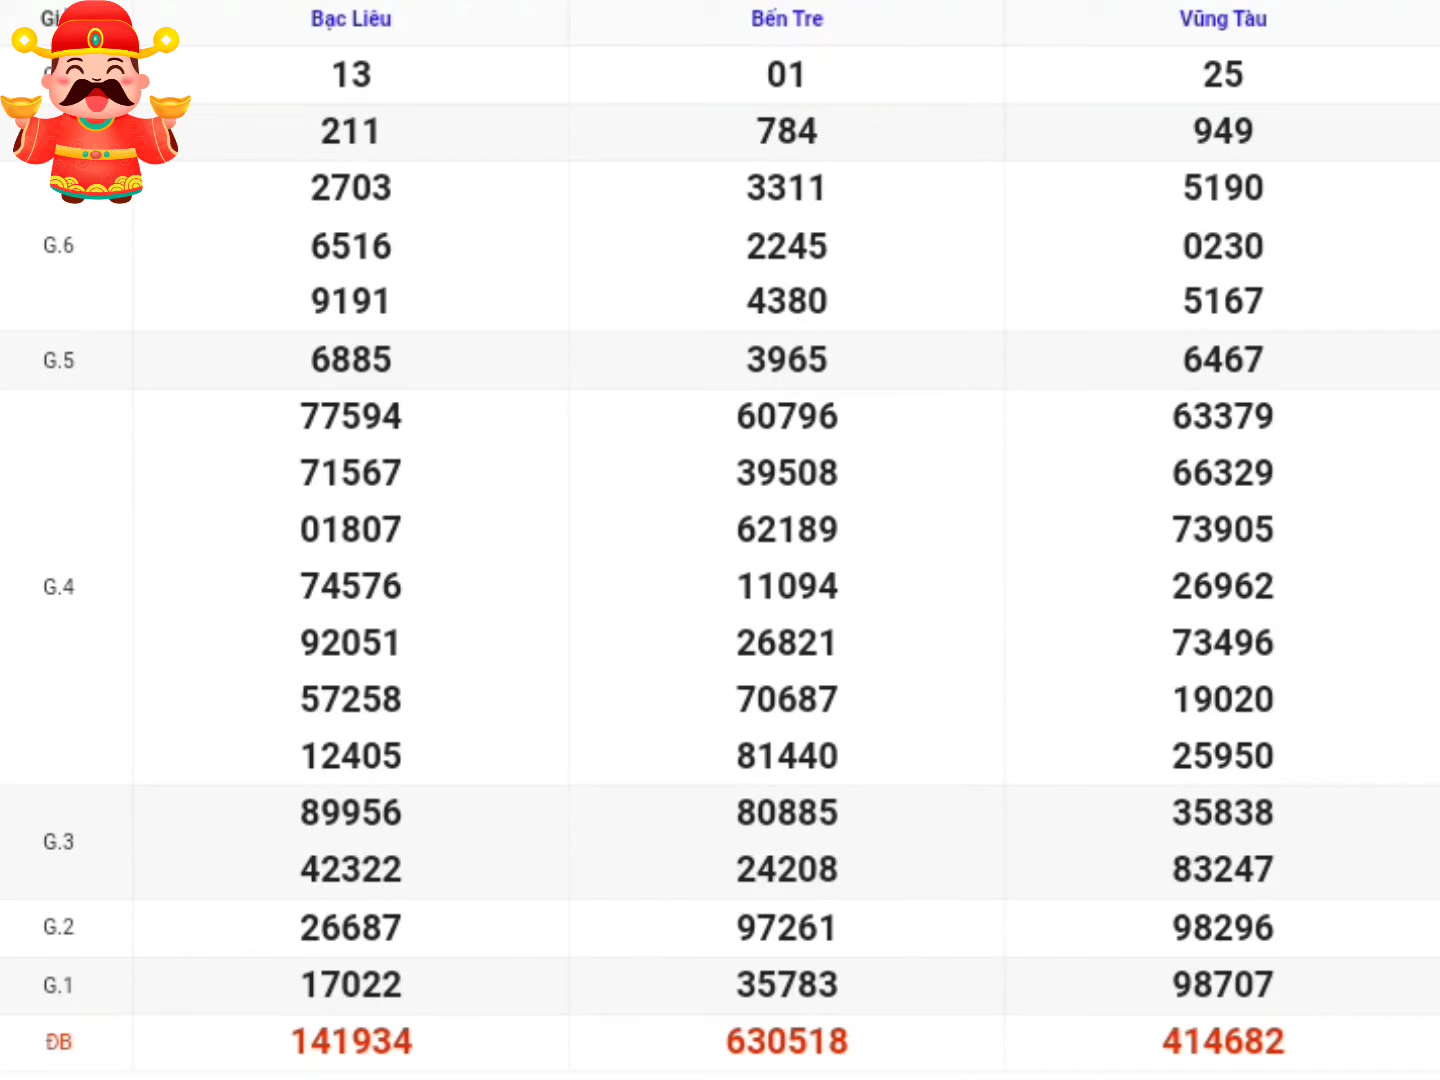 Bạc Liêu Bến Tre Vũng Tàu
13 01 25
211 784 949
2703 3311 5190
G.6 6516 2245 0230
9191 4380 5167
G.5 6885 3965 6467
77594 60796 63379
71567 39508 66329
01807 62189 73905
G.4 74576 11094 26962
92051 26821 73496
57258 70687 19020
12405 81440 25950
89956 80885 35838
G.3
42322 24208 83247
G.2 26687 97261 98296
G.1 17022 35783 98707
ĐB 141934 630518 414682